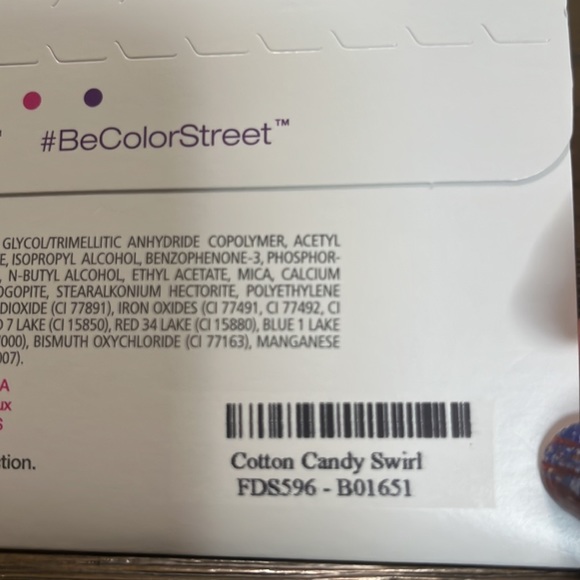 #BeColorStreet™
GLYCOL/TRIMELLITIC ANHYDRIDE COPOLYMER, ACETYL
E, ISOPROPYL ALCOHOL, BENZOPHENONE-3, PHOSPHOR-
, N-BUTYL ALCOHOL, ETHYL ACETATE, MICA, CALCIUM
OGOPITE, STEARALKONIUM HECTORITE, POLYETHYLENE
DIOXIDE (CI 77891), IRON OXIDES (CI 77491, CI 77492, CI
D 7 LAKE (CI 15850), RED 34 LAKE (CI 15880), BLUE 1 LAKE
7000), BISMUTH OXYCHLORIDE (CI 77163), MANGANESE
007).
A
ux
S
tion.
Cotton Candy Swirl
FDS596 - B01651